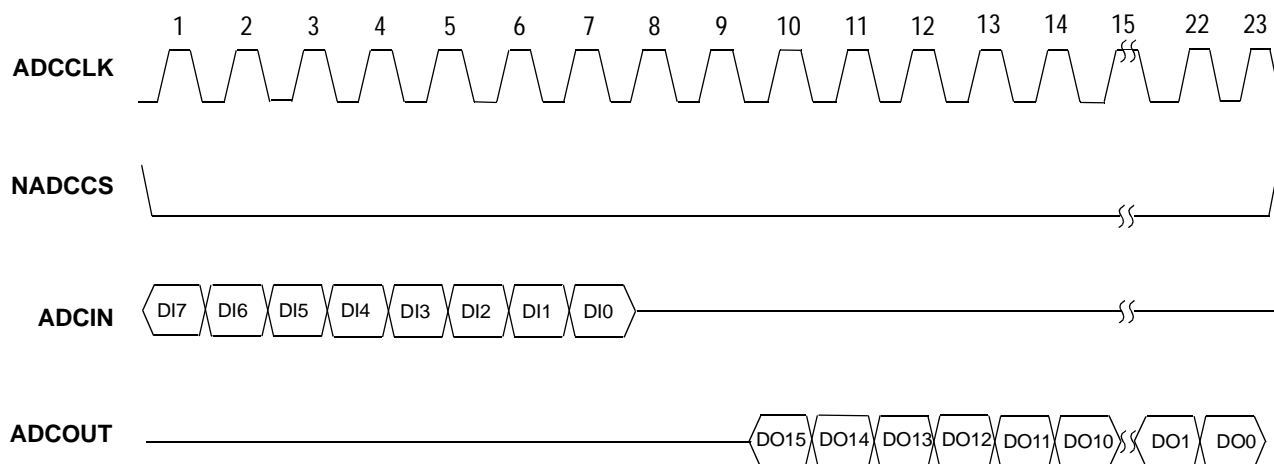 1 2 3 4 5 6 7 8 9 10 11 12 13 14 15 22 23
ADCCLK
NADCCS
ADCIN DI7 DI6 DI5 DI4 DI3 DI2 DI1 DI0
ADCOUT DO15 DO14 DO13 DO12 DO11 DO10 DO1 DO0